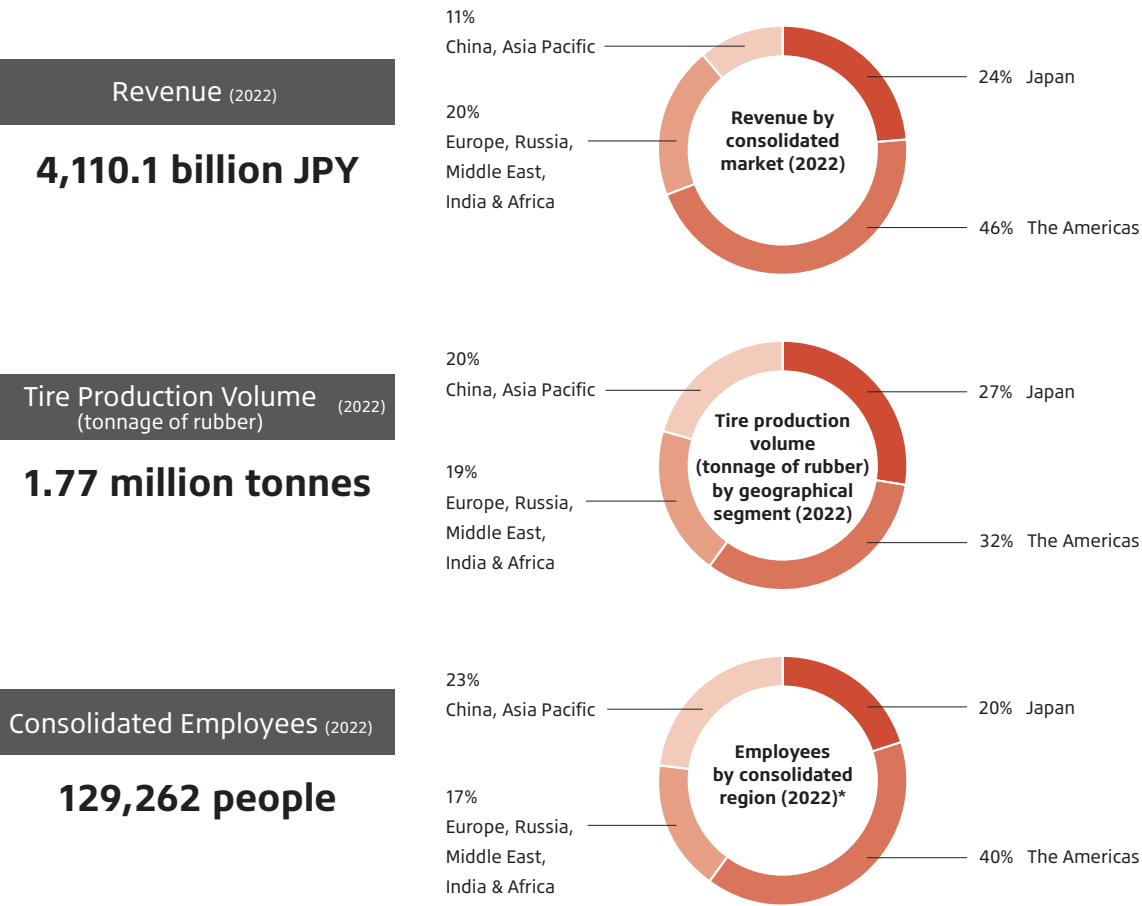 Revenue (2022)
4,110.1 billion JPY
11%
China, Asia Pacific
20%
Europe, Russia,
Middle East,
India & Africa
Revenue by
consolidated
market (2022)
24% Japan
46% The Americas
Tire Production Volume (2022)
(tonnage of rubber)
1.77 million tonnes
20%
China, Asia Pacific
19%
Europe, Russia,
Middle East,
India & Africa
Tire production
volume
(tonnage of rubber)
by geographical
segment (2022)
27% Japan
32% The Americas
Consolidated Employees (2022)
129,262 people
23%
China, Asia Pacific
17%
Europe, Russia,
Middle East,
India & Africa
Employees
by consolidated
region (2022)*
20% Japan
40% The Americas